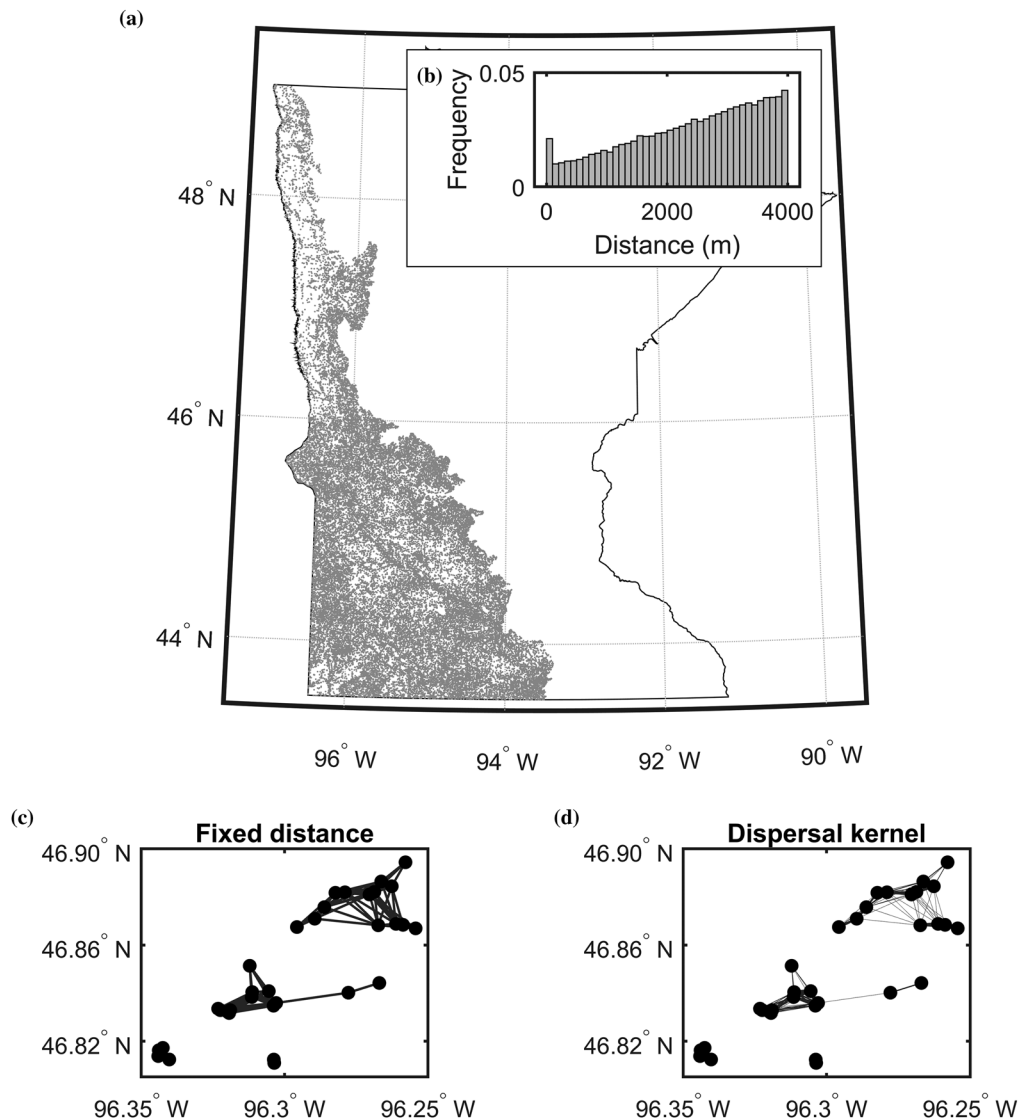 (a)
(b)
0.05
Frequency
0
0 2000 4000
Distance (m)
48° N
46° N
44° N
96° W 94° W 92° W 90° W
(c)
Fixed distance
46.90° N
46.86° N
46.82° N
96.35° W 96.3° W 96.25° W
(d)
Dispersal kernel
46.90° N
46.86° N
46.82° N
96.35° W 96.3° W 96.25° W